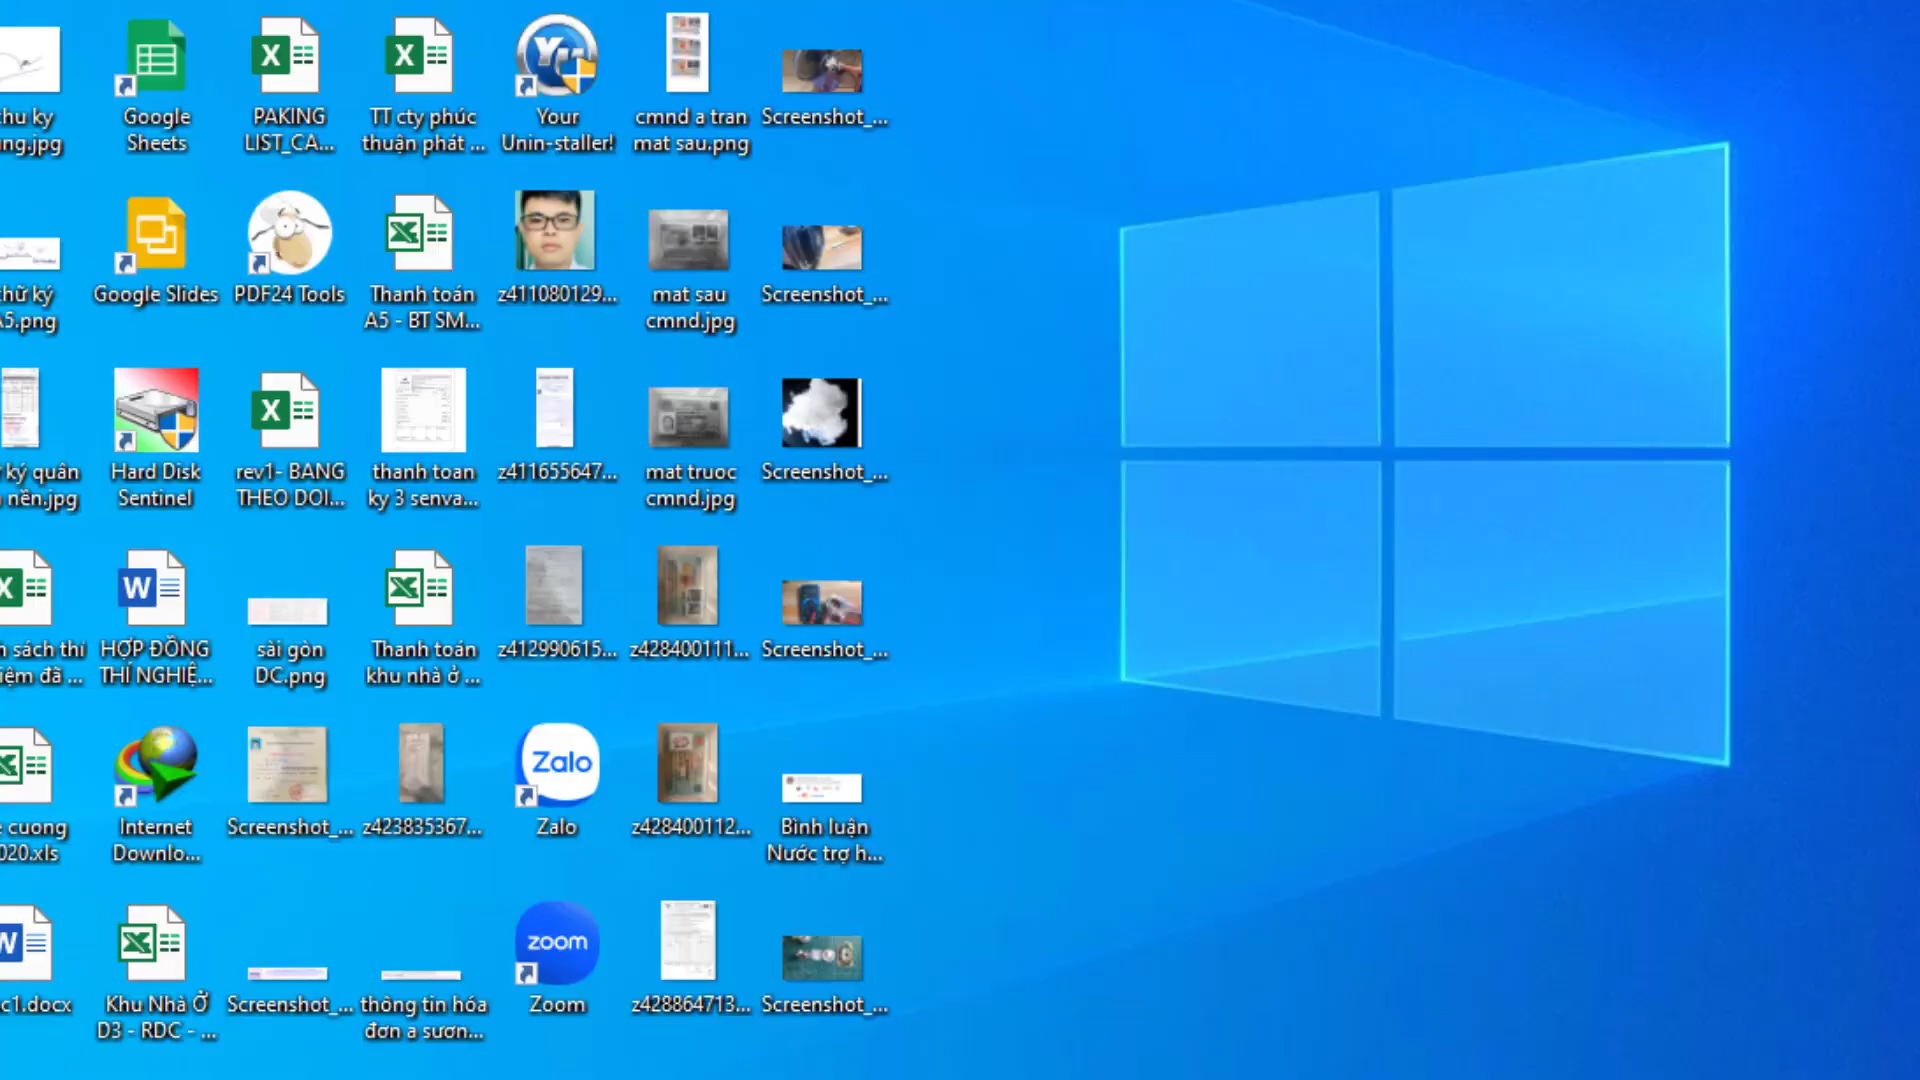 hu ky
ng.jpg
Google
Sheets
PAKING
LIST_CA...
TT cty phúc
thuận phát ...
Your
Unin-staller!
cmnd a tran
mat sau.png
Screenshot_...
hữ ký
A5.png
Google Slides
PDF24 Tools
Thanh toán
A5 - BT SM...
z411080129...
mat sau
cmnd.jpg
Screenshot_...
ký quân
nền.jpg
Hard Disk
Sentinel
rev1- BANG
THEO DOI...
thanh toan
ky 3 senva...
z411655647...
mat truoc
cmnd.jpg
Screenshot_...
sách thí
iệm đã ...
HỢP ĐỒNG
THÍ NGHIỆ...
sài gòn
DC.png
Thanh toán
khu nhà ở ...
z412990615...
z428400111...
Screenshot_...
cuong
020.xls
Internet
Downlo...
Screenshot_...
z423835367...
Zalo
Zalo
z428400112...
Bình luận
Nước trợ h...
c1.docx
Khu Nhà Ở
D3 - RDC - ...
Screenshot_...
thông tin hóa
đơn a sươn...
zoom
Zoom
z428864713...
Screenshot_...